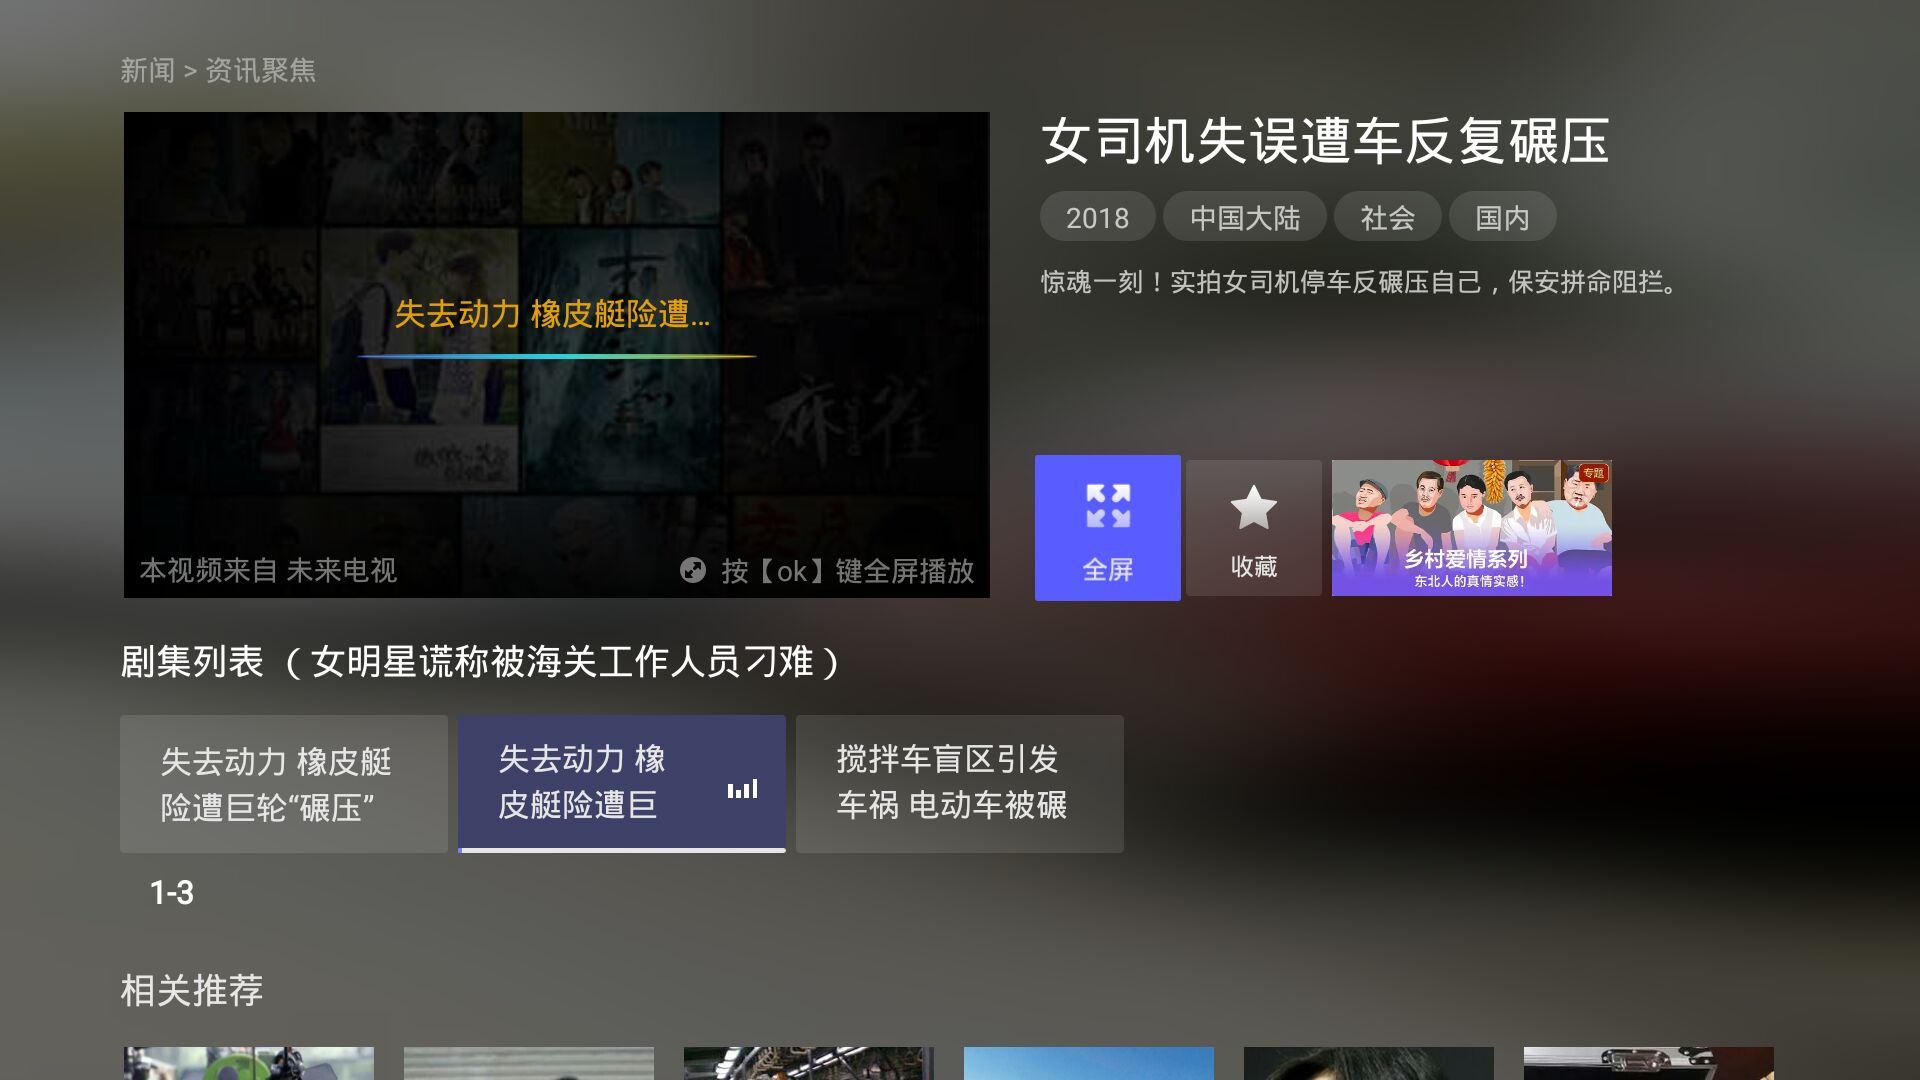 新闻 > 资讯聚焦
失去动力 橡皮艇险遭...
本视频来自 未来电视
按【ok】键全屏播放
女司机失误遭车反复碾压
2018
中国大陆
社会
国内
惊魂一刻！实拍女司机停车反碾压自己，保安拼命阻拦。
全屏
收藏
专题
乡村爱情系列
东北人的真情实感！
剧集列表 （女明星谎称被海关工作人员刁难）
失去动力 橡皮艇
险遭巨轮“碾压”
失去动力 橡
皮艇险遭巨
搅拌车盲区引发
车祸 电动车被碾
1-3
相关推荐